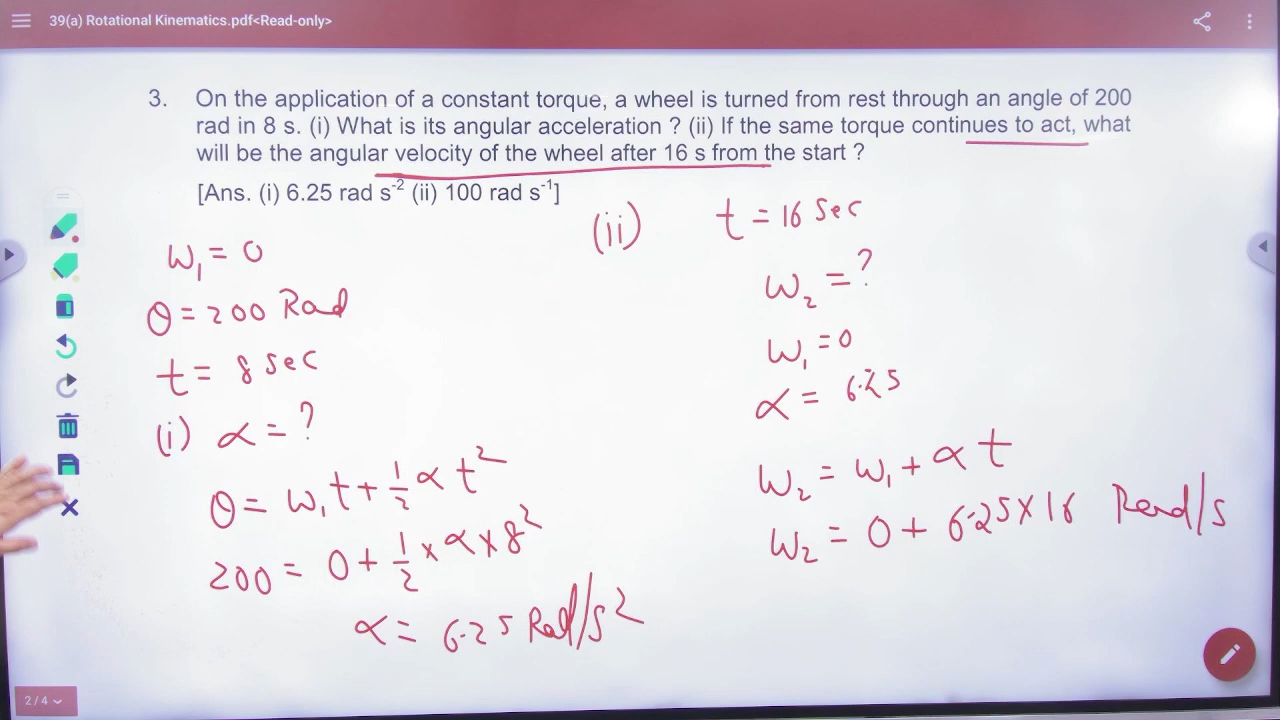 39(a) Rotational Kinematics.pdf<Read-only>
3. On the application of a constant torque, a wheel is turned from rest through an angle of 200
rad in 8 s. (i) What is its angular acceleration ? (ii) If the same torque continues to act, what
will be the angular velocity of the wheel after 16 s from the start ?
[Ans. (i) 6.25 rad s⁻² (ii) 100 rad s⁻¹]
ω₁ = 0
θ = 200 Rad
t = 8 sec
(i) α = ?
θ = ω₁t + 1/2 α t²
200 = 0 + 1/2 × α × 8²
α = 6.25 Rad/s²
(ii) t = 16 Sec
ω₂ = ?
ω₁ = 0
α = 6.25
ω₂ = ω₁ + α t
ω₂ = 0 + 6.25 × 16 Rad/s
2 / 4